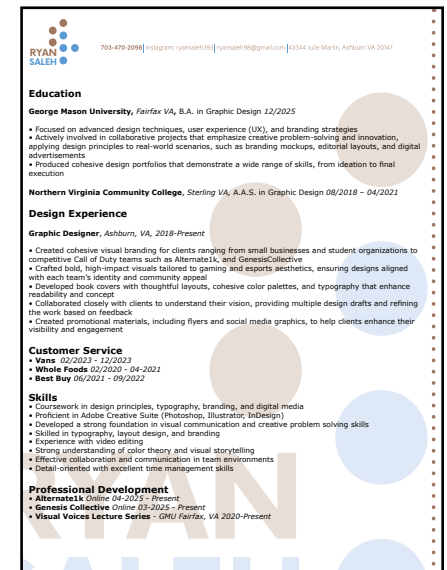 RYAN
SALEH
703-470-2098| instagram: ryansaleh393| ryansaleh98@gmail.com |43344 Julie Martin, Ashburn VA 20147
Education
George Mason University, Fairfax VA, B.A. in Graphic Design 12/2025
• Focused on advanced design techniques, user experience (UX), and branding strategies
• Actively involved in collaborative projects that emphasize creative problem-solving and innovation,
applying design principles to real-world scenarios, such as branding mockups, editorial layouts, and digital
advertisements
• Produced cohesive design portfolios that demonstrate a wide range of skills, from ideation to final
execution
Northern Virginia Community College, Sterling VA, A.A.S. in Graphic Design 08/2018 – 04/2021
Design Experience
Graphic Designer, Ashburn, VA, 2018-Present
• Created cohesive visual branding for clients ranging from small businesses and student organizations to
competitive Call of Duty teams such as Alternate1k, and GenesisCollective
• Crafted bold, high-impact visuals tailored to gaming and esports aesthetics, ensuring designs aligned
with each team's identity and community appeal
• Developed book covers with thoughtful layouts, cohesive color palettes, and typography that enhance
readability and concept
• Collaborated closely with clients to understand their vision, providing multiple design drafts and refining
the work based on feedback
• Created promotional materials, including flyers and social media graphics, to help clients enhance their
visibility and engagement
Customer Service
• Vans 02/2023 - 12/2023
• Whole Foods 02/2020 - 04/2021
• Best Buy 06/2021 - 09/2022
Skills
• Coursework in design principles, typography, branding, and digital media
• Proficient in Adobe Creative Suite (Photoshop, Illustrator, InDesign)
• Developed a strong foundation in visual communication and creative problem solving skills
• Skilled in typography, layout design, and branding
• Experience with video editing
• Strong understanding of color theory and visual storytelling
• Effective collaboration and communication in team environments
• Detail-oriented with excellent time management skills
Professional Development
• Alternate1k Online 04-2025 - Present
• Genesis Collective Online 03-2025 - Present
• Visual Voices Lecture Series - GMU Fairfax, VA 2020-Present
RYAN
SALEH